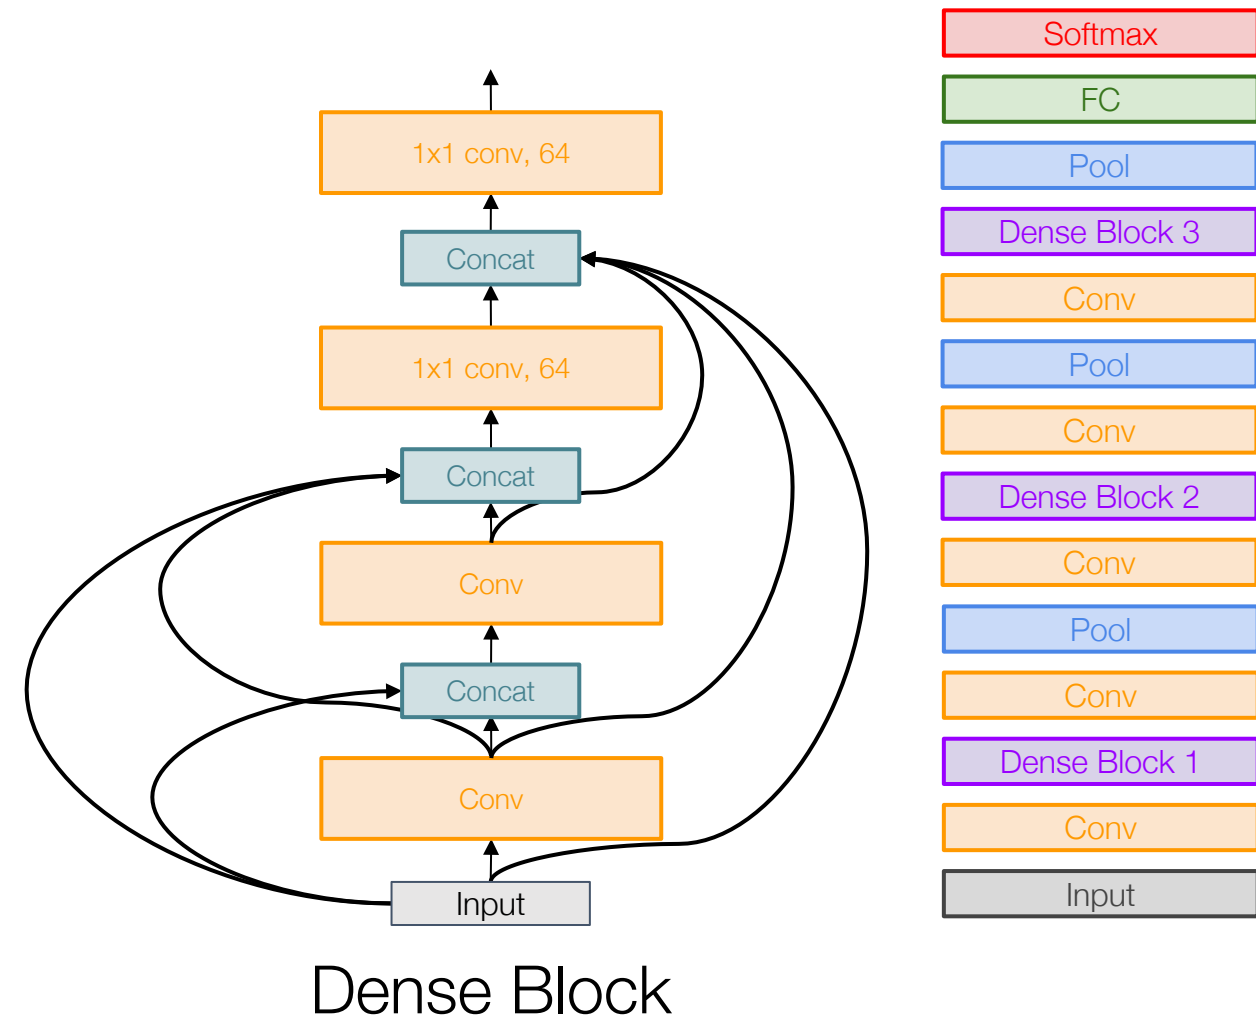 1x1 conv, 64
Concat
1x1 conv, 64
Concat
Conv
Concat
Conv
Input
Dense Block
Softmax
FC
Pool
Dense Block 3
Conv
Pool
Conv
Dense Block 2
Conv
Pool
Conv
Dense Block 1
Conv
Input